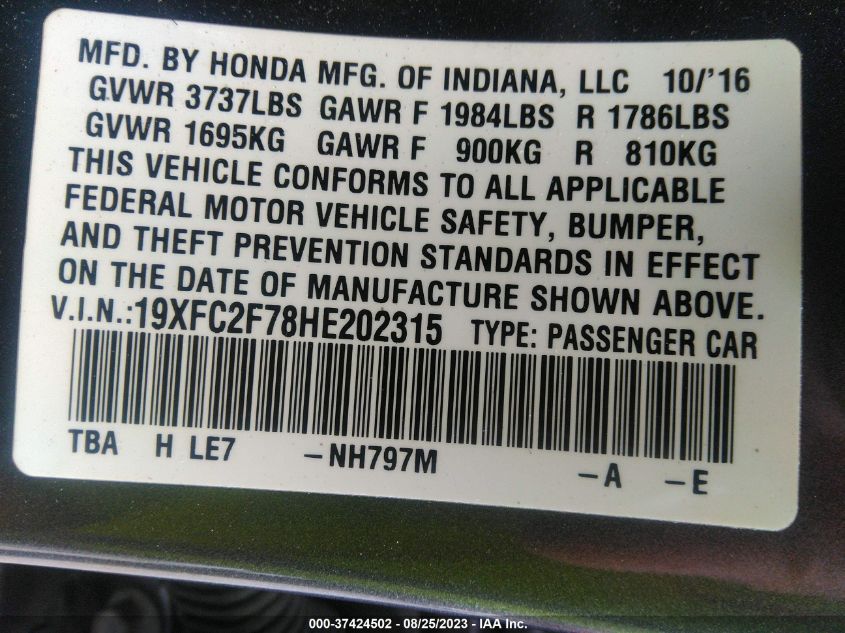 MFD. BY HONDA MFG. OF INDIANA, LLC 10/'16
GVWR 3737LBS GAWR F 1984LBS R 1786LBS
GVWR 1695KG GAWR F 900KG R 810KG
THIS VEHICLE CONFORMS TO ALL APPLICABLE
FEDERAL MOTOR VEHICLE SAFETY, BUMPER,
AND THEFT PREVENTION STANDARDS IN EFFECT
ON THE DATE OF MANUFACTURE SHOWN ABOVE.
V.I.N.:19XFC2F78HE202315 TYPE: PASSENGER CAR
TBA H LE7 -NH797M -A -E
000-37424502 - 08/25/2023 - IAA Inc.